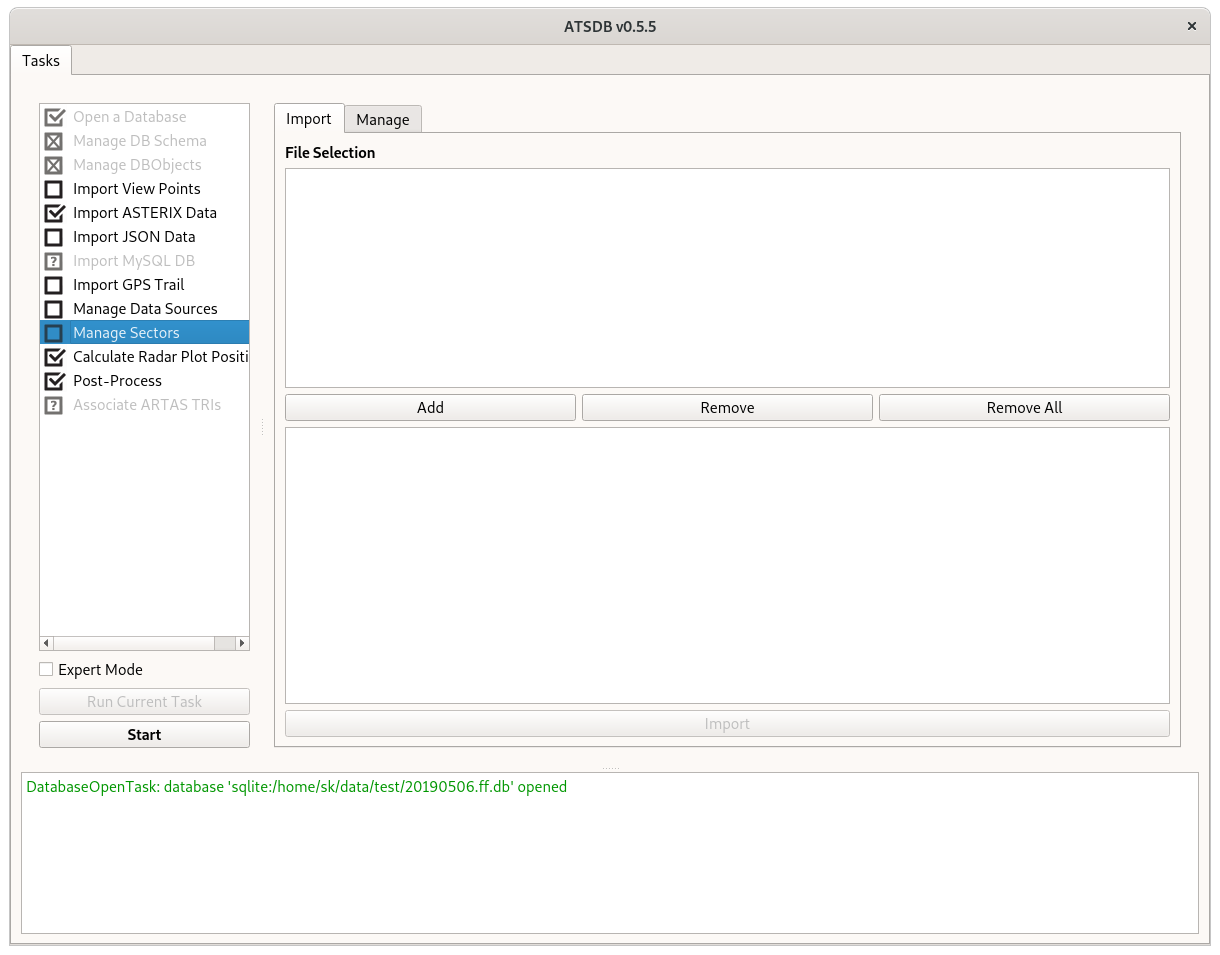 ATSDB v0.5.5
Tasks
Open a Database
Manage DB Schema
Manage DBObjects
Import View Points
Import ASTERIX Data
Import JSON Data
Import MySQL DB
Import GPS Trail
Manage Data Sources
Manage Sectors
Calculate Radar Plot Positi
Post-Process
Associate ARTAS TRIs
Expert Mode
Run Current Task
Start
Import Manage
File Selection
Add Remove Remove All
Import
DatabaseOpenTask: database 'sqlite:/home/sk/data/test/20190506.ff.db' opened